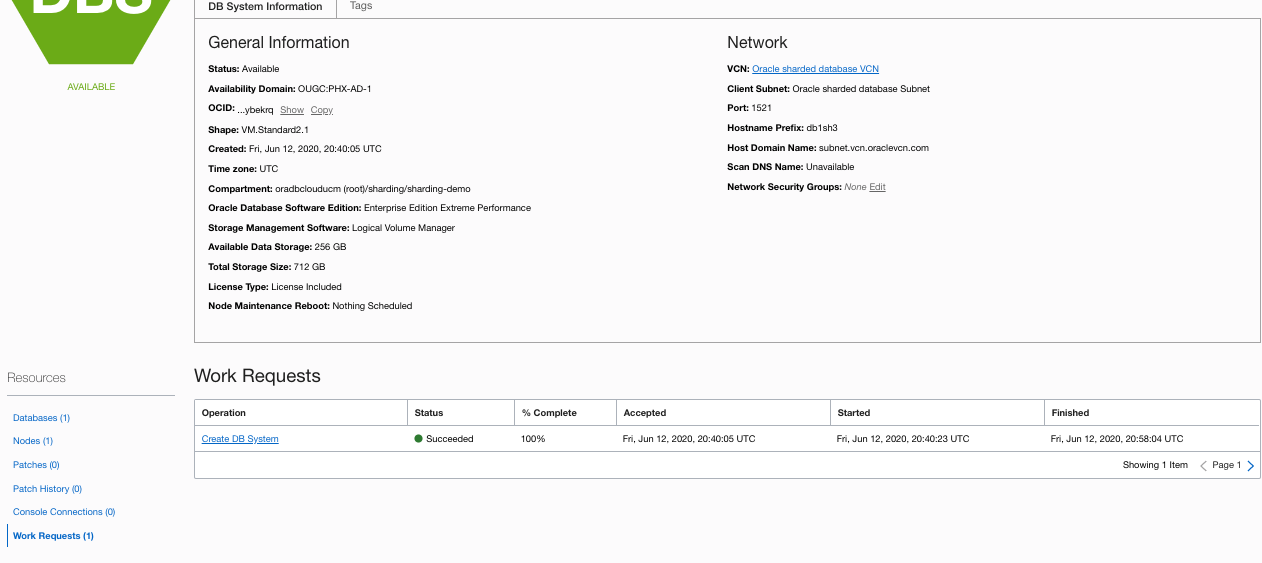 DBS
AVAILABLE
DB System Information Tags
General Information
Status: Available
Availability Domain: OUGC:PHX-AD-1
OCID: ...ybekrq Show Copy
Shape: VM.Standard2.1
Created: Fri, Jun 12, 2020, 20:40:05 UTC
Time zone: UTC
Compartment: oradbclouducm (root)/sharding/sharding-demo
Oracle Database Software Edition: Enterprise Edition Extreme Performance
Storage Management Software: Logical Volume Manager
Available Data Storage: 256 GB
Total Storage Size: 712 GB
License Type: License Included
Node Maintenance Reboot: Nothing Scheduled
Network
VCN: Oracle sharded database VCN
Client Subnet: Oracle sharded database Subnet
Port: 1521
Hostname Prefix: db1sh3
Host Domain Name: subnet.vcn.oraclevcn.com
Scan DNS Name: Unavailable
Network Security Groups: None Edit
Resources
Databases (1)
Nodes (1)
Patches (0)
Patch History (0)
Console Connections (0)
Work Requests (1)
Work Requests
Operation Status % Complete Accepted Started Finished
Create DB System Succeeded 100% Fri, Jun 12, 2020, 20:40:05 UTC Fri, Jun 12, 2020, 20:40:23 UTC Fri, Jun 12, 2020, 20:58:04 UTC
Showing 1 Item Page 1